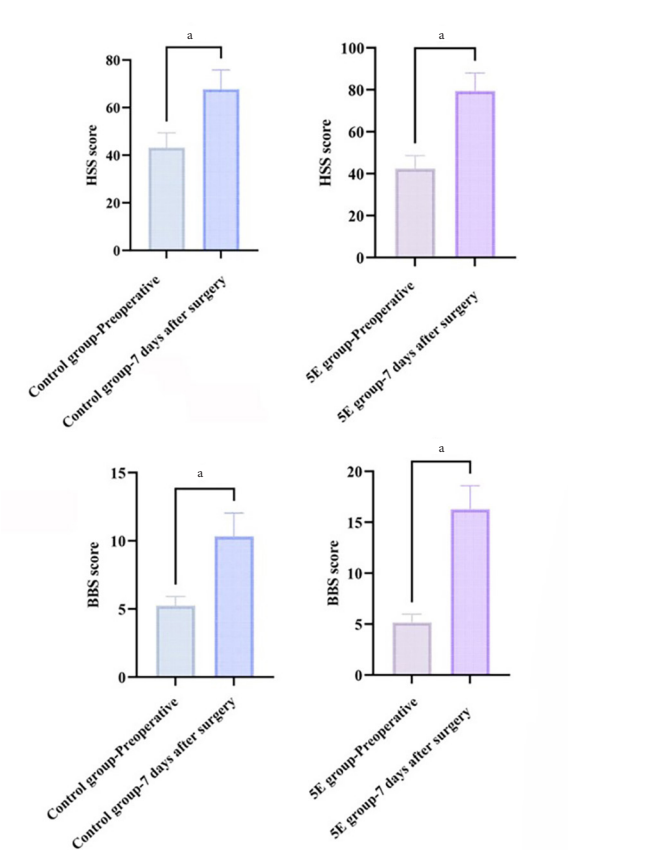 a
80
60
40
20
0
HSS score
Control group-Preoperative
Control group-7 days after surgery
a
100
80
60
40
20
0
HSS score
5E group-Preoperative
5E group-7 days after surgery
a
15
10
5
0
BBS score
Control group-Preoperative
Control group-7 days after surgery
a
20
15
10
5
0
BBS score
5E group-Preoperative
5E group-7 days after surgery